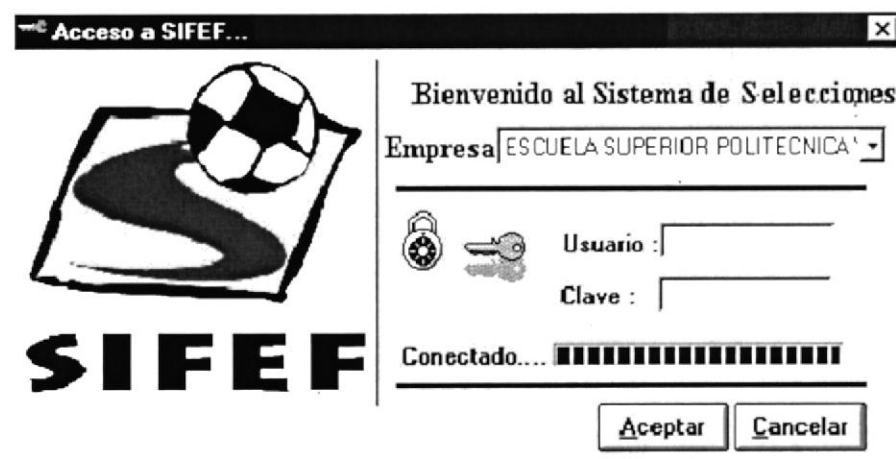 Acceso a SIFEF...
Bienvenido al Sistema de Selecciones
Empresa ESCUELA SUPERIOR POLITECNICA
Usuario :
Clave :
SIFEF
Conectado....
Aceptar Cancelar